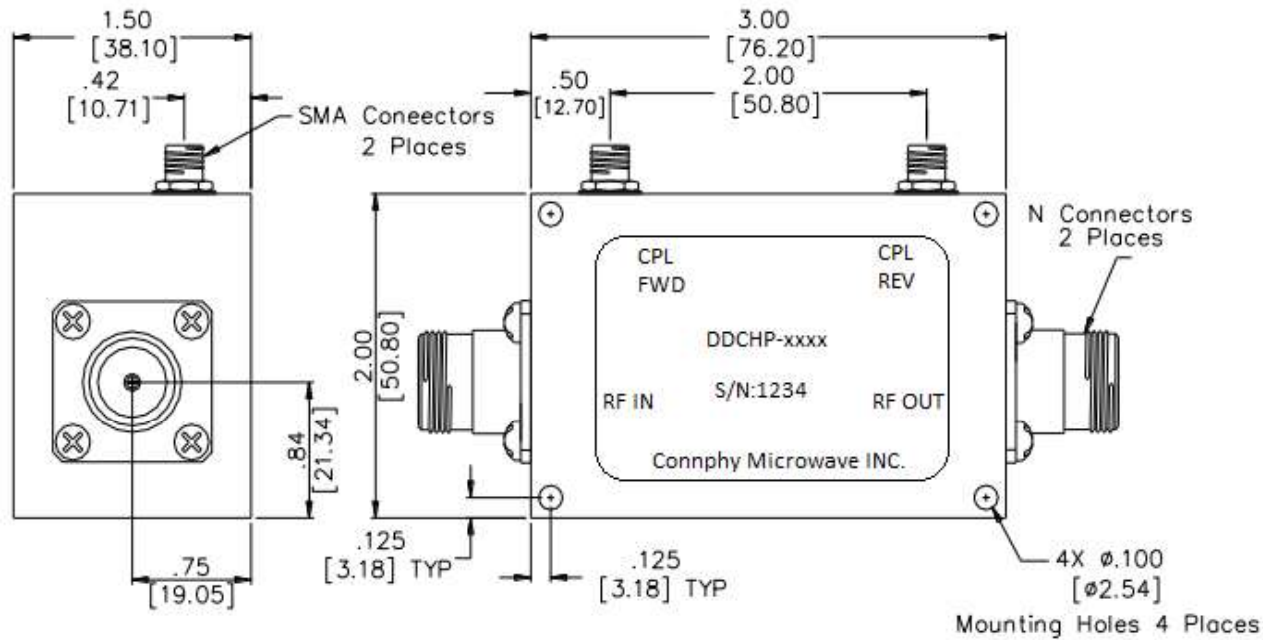 1.50
[38.10]
.42
[10.71]
SMA Coneectors
2 Places
3.00
[76.20]
.50
[12.70]
2.00
[50.80]
N Connectors
2 Places
CPL
FWD
CPL
REV
DDCHP-xxxx
S/N:1234
RF IN
RF OUT
Connphy Microwave INC.
2.00
[50.80]
.84
[21.34]
.75
[19.05]
.125
[3.18] TYP
.125
[3.18] TYP
4X ø.100
[ø2.54]
Mounting Holes 4 Places